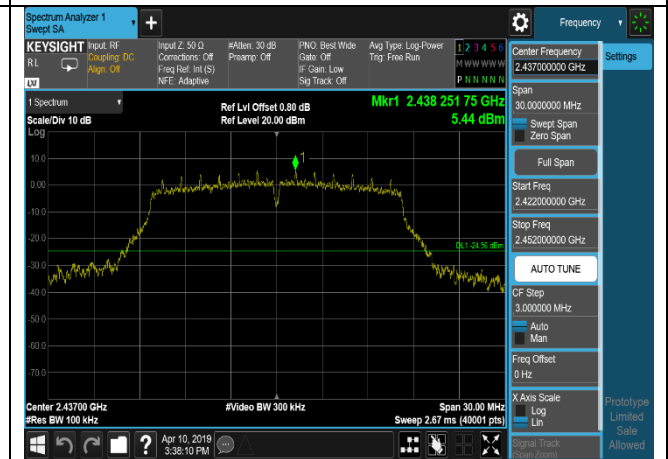 Spectrum Analyzer 1
Swept SA
+
Frequency
KEYSIGHT
RL
LXI
Input: RF
Coupling: DC
Align: Off
Input Z: 50 Ω
Corrections: Off
Freq Ref: Int (S)
NFE: Adaptive
#Atten: 30 dB
Preamp: Off
PNO: Best Wide
Gate: Off
IF Gain: Low
Sig Track: Off
Avg Type: Log-Power
Trig: Free Run
1 2 3 4 5 6
M W W W W W
P N N N N N
1 Spectrum
Scale/Div 10 dB
Log
Ref Lvl Offset 0.80 dB
Ref Level 20.00 dBm
Mkr1 2.438 251 75 GHz
5.44 dBm
1
10.0
0.00
-10.0
-20.0
-30.0
-40.0
-50.0
-60.0
-70.0
DL1 -24.56 dBm
Center 2.43700 GHz
#Res BW 100 kHz
#Video BW 300 kHz
Span 30.00 MHz
Sweep 2.67 ms (40001 pts)
?
Apr 10, 2019
3:38:10 PM
Center Frequency
2.437000000 GHz
Span
30.0000000 MHz
Swept Span
Zero Span
Full Span
Start Freq
2.422000000 GHz
Stop Freq
2.452000000 GHz
AUTO TUNE
CF Step
3.000000 MHz
Auto
Man
Freq Offset
0 Hz
X Axis Scale
Log
Lin
Signal Track
(Span Zoom)
Settings
Prototype
Limited
Sale
Allowed